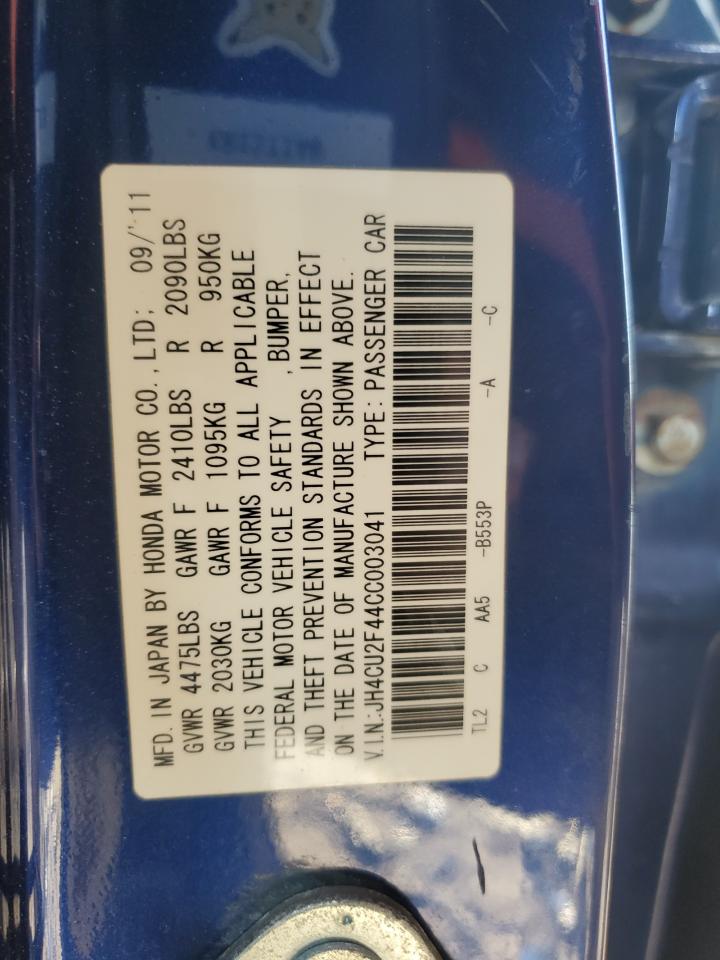 MFD. IN JAPAN BY HONDA MOTOR CO., LTD; 09/'11
GVWR 4475LBS GAWR F 2410LBS R 2090LBS
GVWR 2030KG GAWR F 1095KG R 950KG
THIS VEHICLE CONFORMS TO ALL APPLICABLE
FEDERAL MOTOR VEHICLE SAFETY , BUMPER,
AND THEFT PREVENTION STANDARDS IN EFFECT
ON THE DATE OF MANUFACTURE SHOWN ABOVE.
V.I.N.:JH4CU2F44CC003041 TYPE:PASSENGER CAR
TL2 C AA5 -B553P -A -C